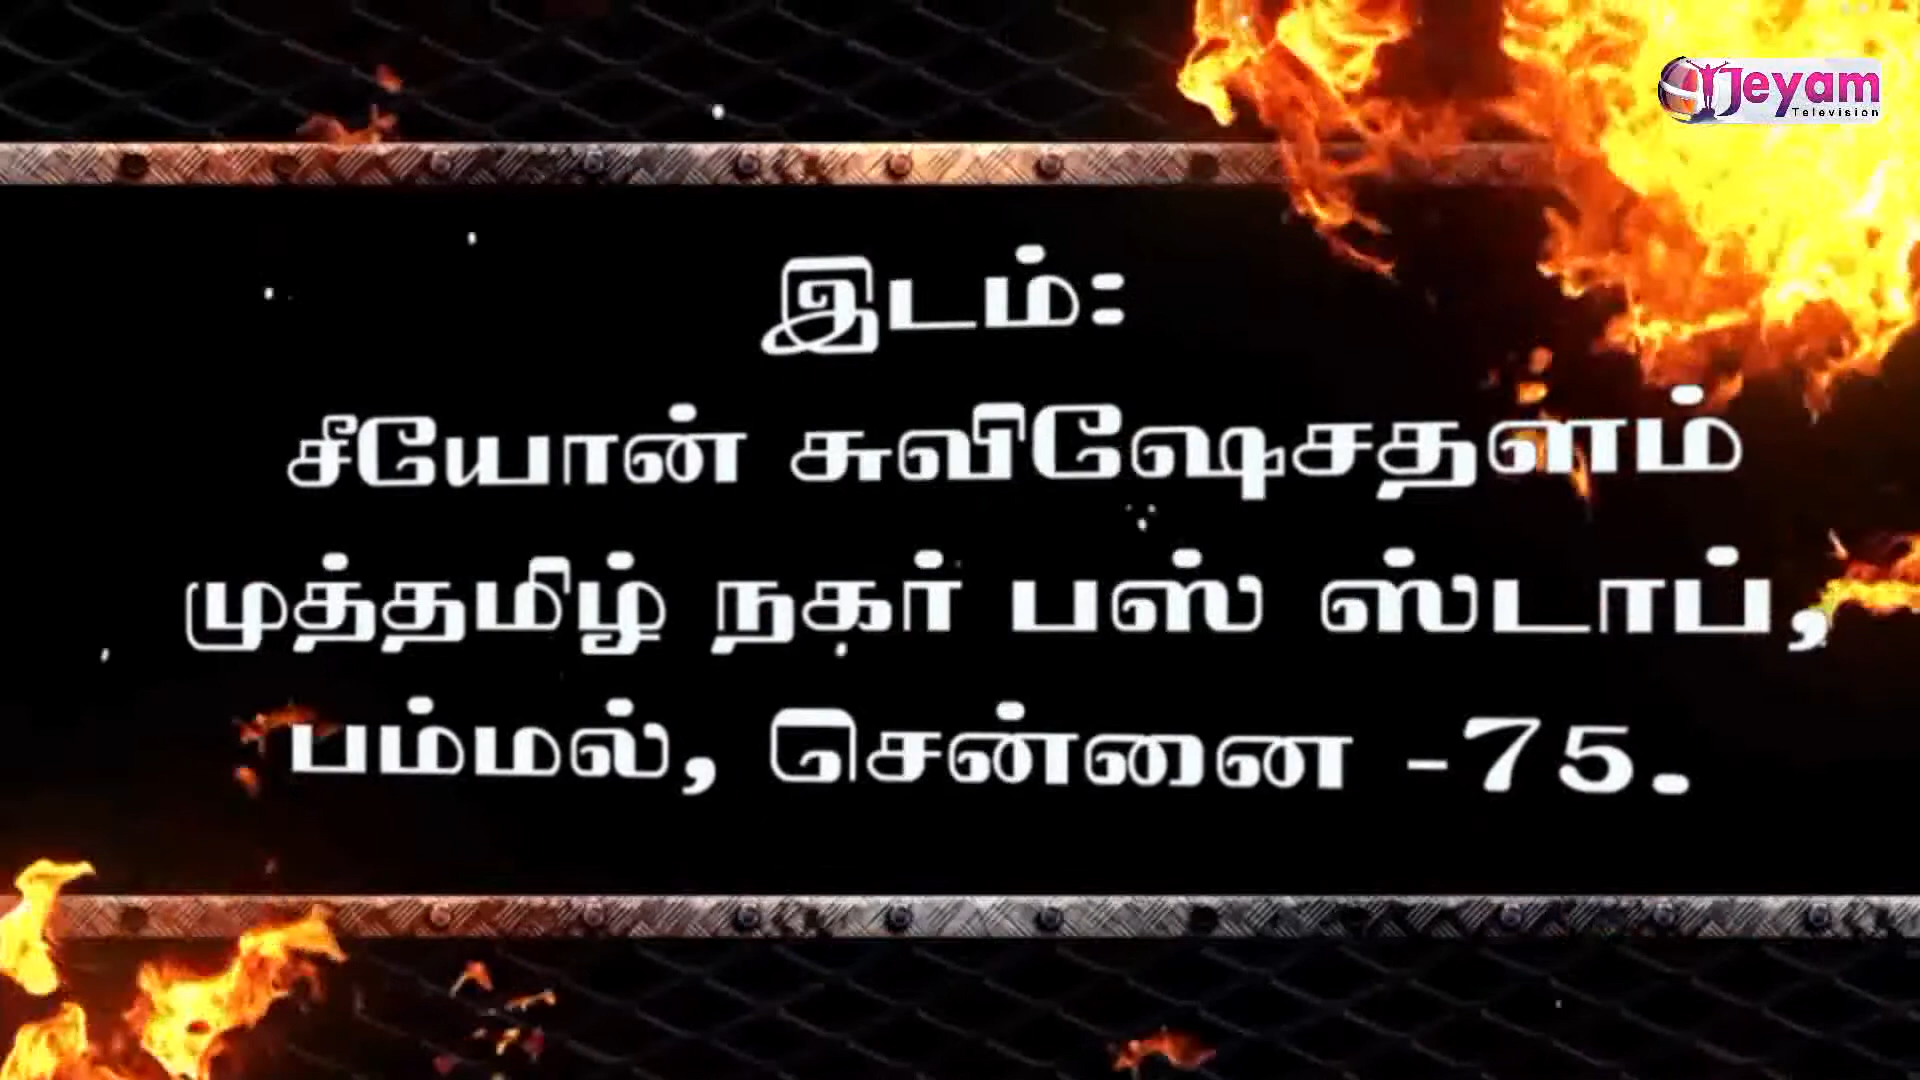 Jeyam
Television
இடம்:
சீயோன் சுவிஷேசதளம்
முத்தமிழ் நகர் பஸ் ஸ்டாப்,
பம்மல், சென்னை -75.